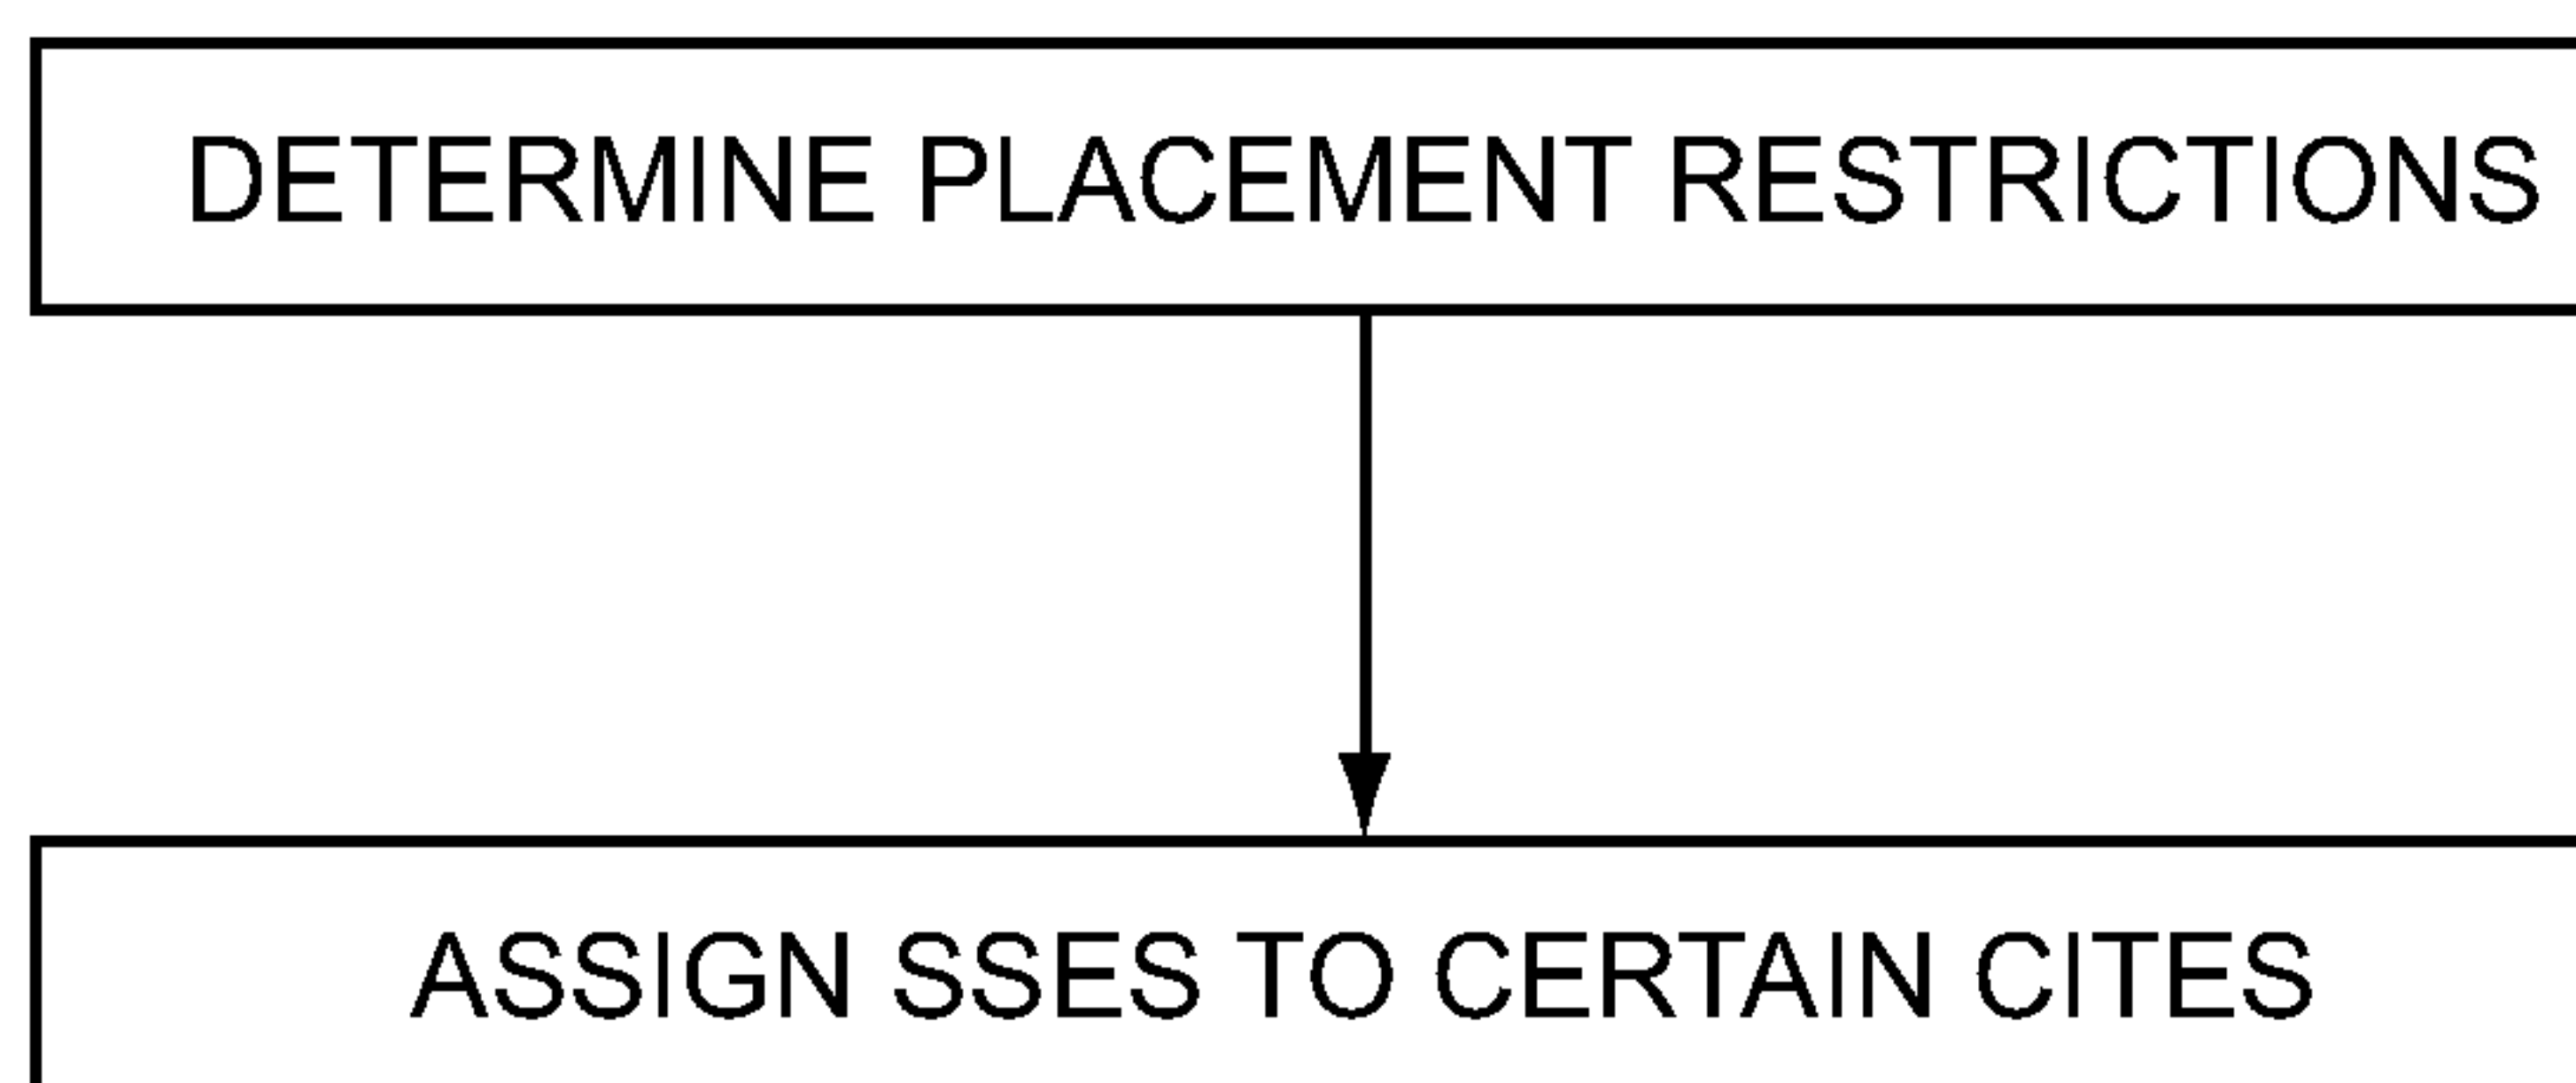 DETERMINE PLACEMENT RESTRICTIONS
ASSIGN SSES TO CERTAIN CITES